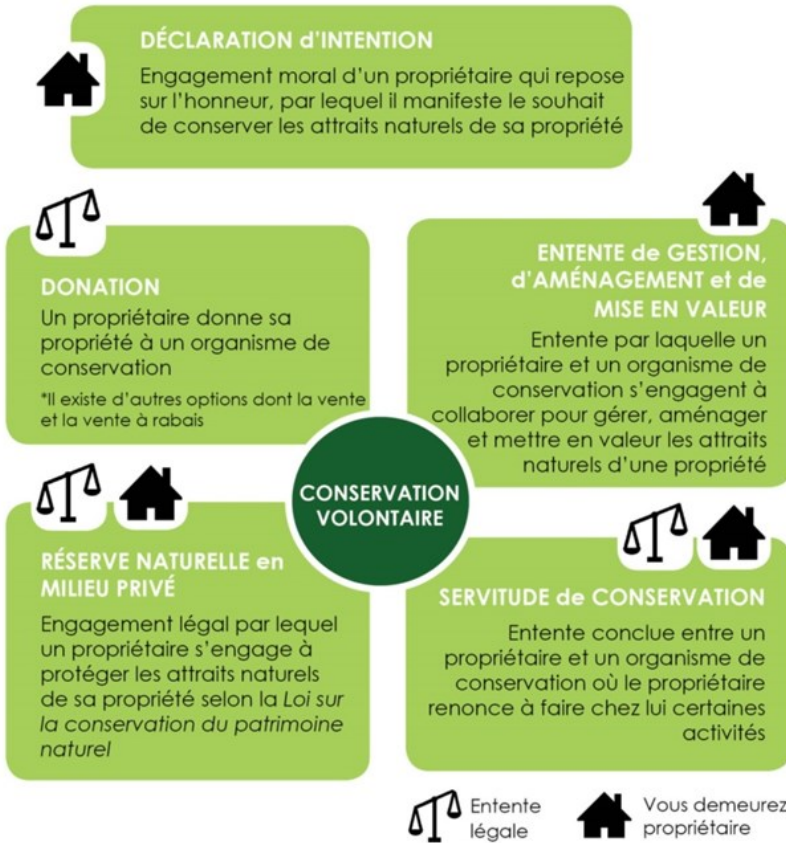 DÉCLARATION d'INTENTION
Engagement moral d'un propriétaire qui repose
sur l'honneur, par lequel il manifeste le souhait
de conserver les attraits naturels de sa propriété
DONATION
Un propriétaire donne sa
propriété à un organisme de
conservation
*Il existe d'autres options dont la vente
et la vente à rabais
ENTENTE de GESTION,
d'AMÉNAGEMENT et de
MISE EN VALEUR
Entente par laquelle un
propriétaire et un organisme de
conservation s'engagent à
collaborer pour gérer, aménager
et mettre en valeur les attraits
naturels d'une propriété
CONSERVATION
VOLONTAIRE
RÉSERVE NATURELLE en
MILIEU PRIVÉ
Engagement légal par lequel
un propriétaire s'engage à
protéger les attraits naturels
de sa propriété selon la Loi sur
la conservation du patrimoine
naturel
SERVITUDE de CONSERVATION
Entente conclue entre un
propriétaire et un organisme de
conservation où le propriétaire
renonce à faire chez lui certaines
activités
Entente
légale
Vous demeurez
propriétaire